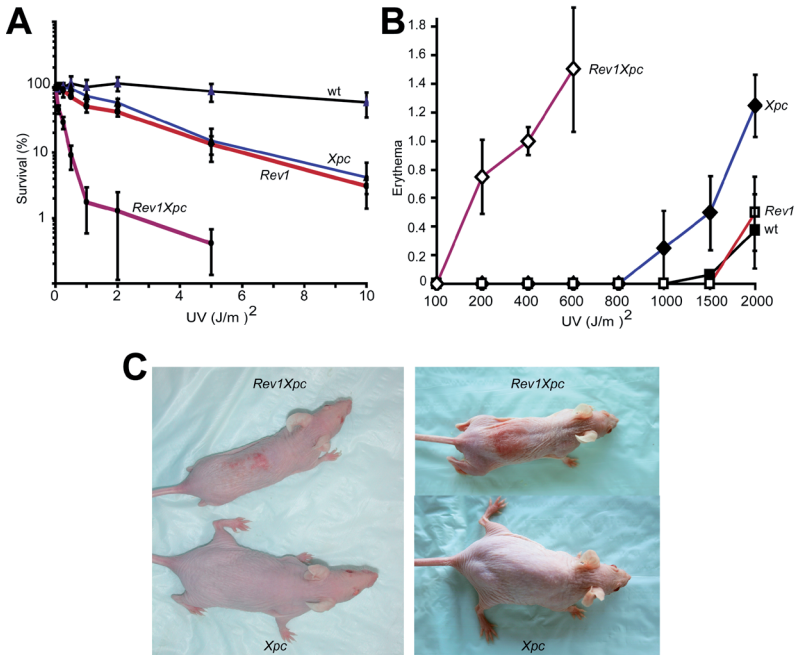 A
Survival (%)
100
10
1
0
2
4
6
8
10
UV (J/m )2
wt
Xpc
Rev1
Rev1Xpc
B
Erythema
1.8
1.6
1.4
1.2
1.0
0.8
0.6
0.4
0.2
0
100
200
400
600
800
1000
1500
2000
UV (J/m )2
Rev1Xpc
Xpc
Rev1
wt
C
Rev1Xpc
Rev1Xpc
Xpc
Xpc